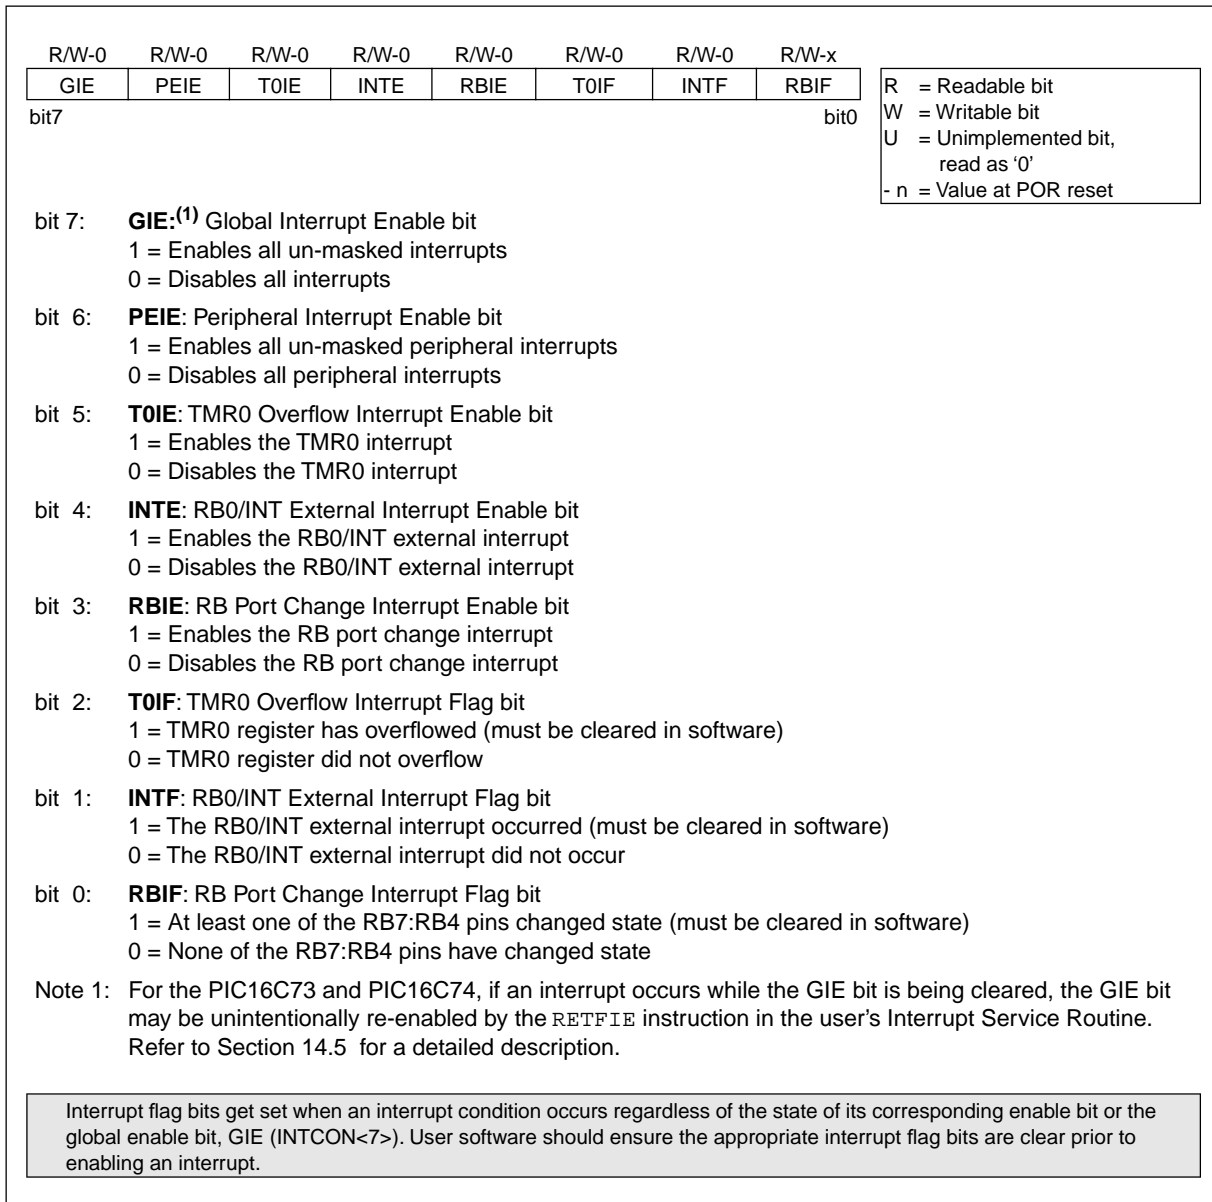 R/W-0 R/W-0 R/W-0 R/W-0 R/W-0 R/W-0 R/W-0 R/W-x
GIE PEIE T0IE INTE RBIE T0IF INTF RBIF
bit7 bit0
R = Readable bit
W = Writable bit
U = Unimplemented bit,
read as ‘0’
- n = Value at POR reset
bit 7: GIE:(1) Global Interrupt Enable bit
1 = Enables all un-masked interrupts
0 = Disables all interrupts
bit 6: PEIE: Peripheral Interrupt Enable bit
1 = Enables all un-masked peripheral interrupts
0 = Disables all peripheral interrupts
bit 5: T0IE: TMR0 Overflow Interrupt Enable bit
1 = Enables the TMR0 interrupt
0 = Disables the TMR0 interrupt
bit 4: INTE: RB0/INT External Interrupt Enable bit
1 = Enables the RB0/INT external interrupt
0 = Disables the RB0/INT external interrupt
bit 3: RBIE: RB Port Change Interrupt Enable bit
1 = Enables the RB port change interrupt
0 = Disables the RB port change interrupt
bit 2: T0IF: TMR0 Overflow Interrupt Flag bit
1 = TMR0 register has overflowed (must be cleared in software)
0 = TMR0 register did not overflow
bit 1: INTF: RB0/INT External Interrupt Flag bit
1 = The RB0/INT external interrupt occurred (must be cleared in software)
0 = The RB0/INT external interrupt did not occur
bit 0: RBIF: RB Port Change Interrupt Flag bit
1 = At least one of the RB7:RB4 pins changed state (must be cleared in software)
0 = None of the RB7:RB4 pins have changed state
Note 1: For the PIC16C73 and PIC16C74, if an interrupt occurs while the GIE bit is being cleared, the GIE bit
may be unintentionally re-enabled by the RETFIE instruction in the user’s Interrupt Service Routine.
Refer to Section 14.5 for a detailed description.
Interrupt flag bits get set when an interrupt condition occurs regardless of the state of its corresponding enable bit or the
global enable bit, GIE (INTCON<7>). User software should ensure the appropriate interrupt flag bits are clear prior to
enabling an interrupt.